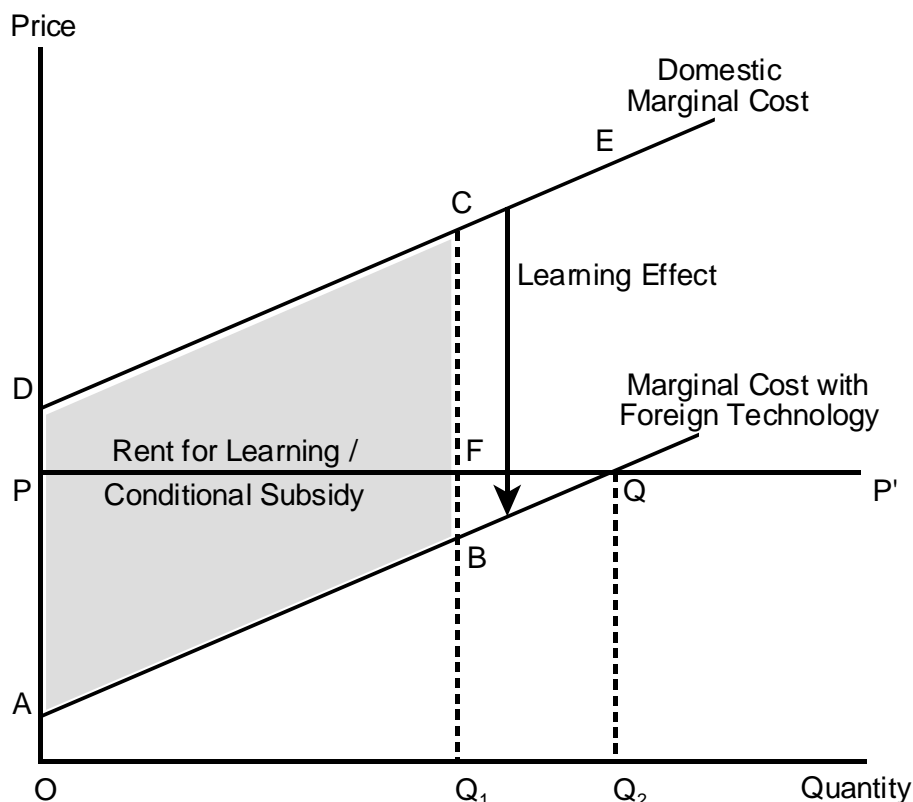 Price
Domestic
Marginal Cost
E
C
Learning Effect
D
Marginal Cost with
Foreign Technology
Rent for Learning /
F
P
Conditional Subsidy
Q
P'
B
A
O
Q₁
Q₂
Quantity